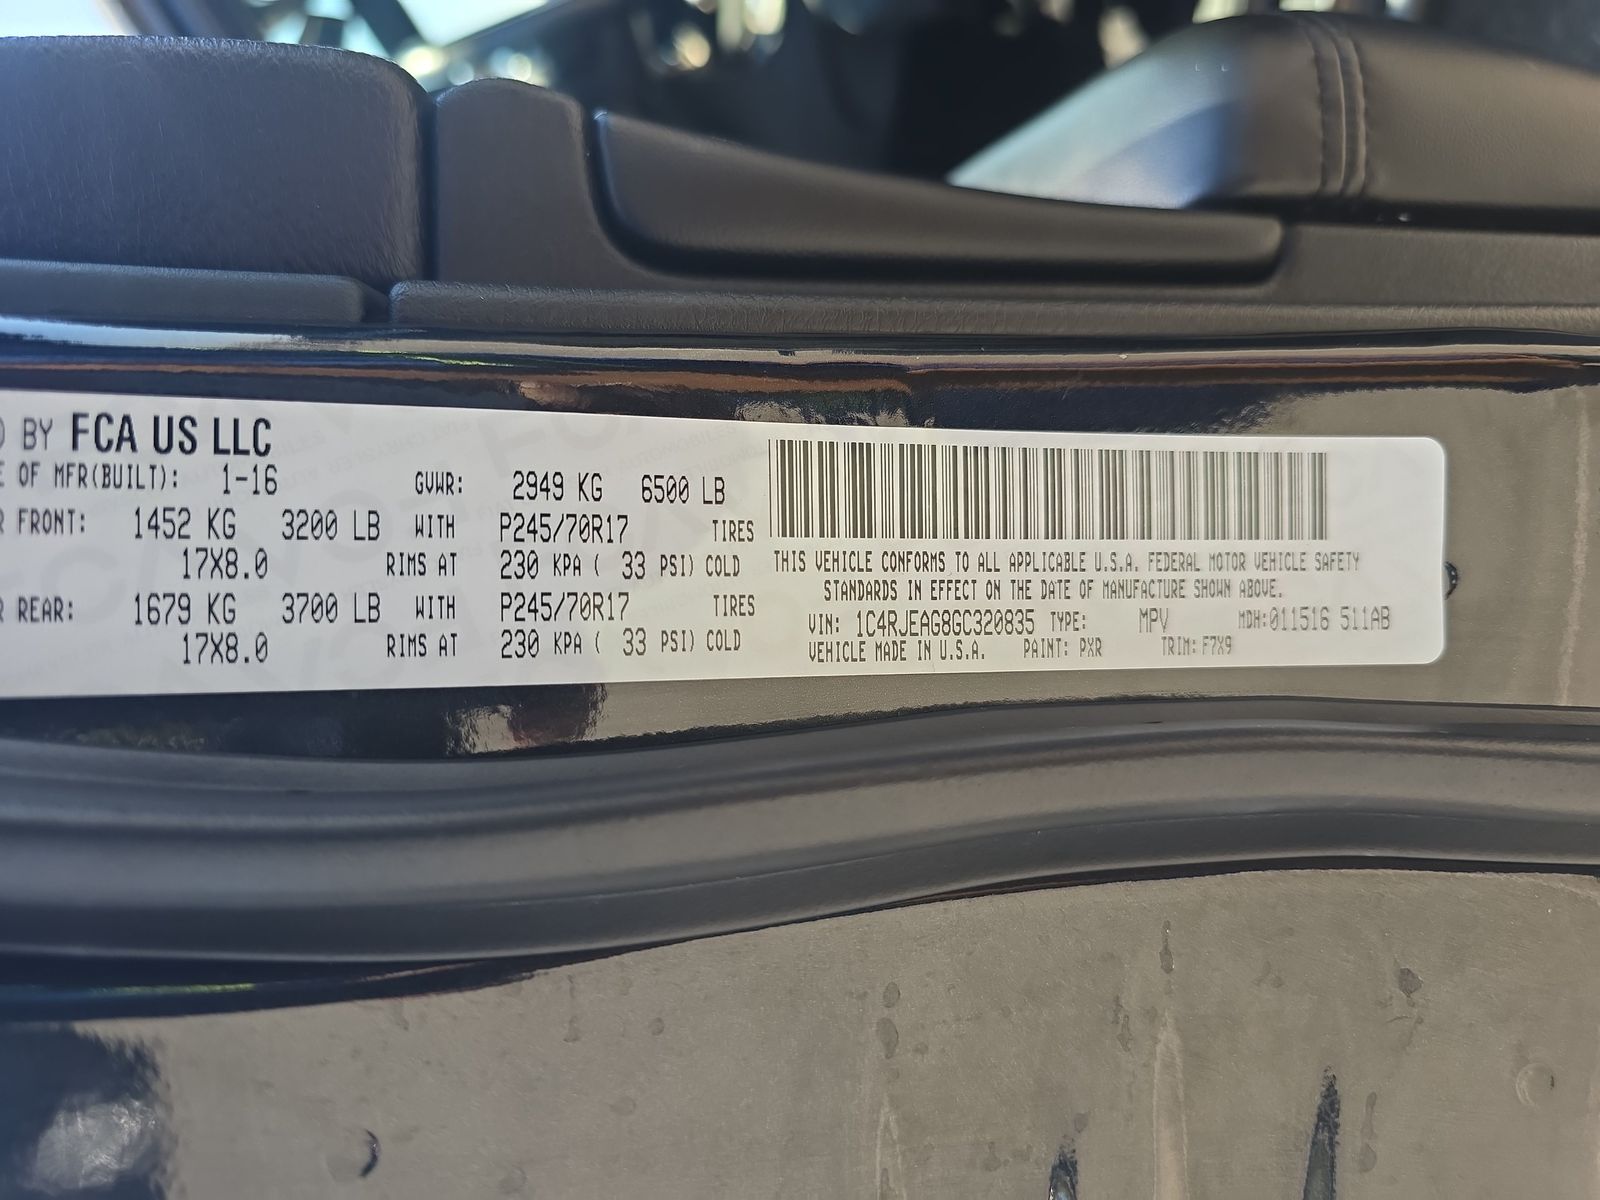 ) BY FCA US LLC
E OF MFR(BUILT): 1-16 GVWR: 2949 KG 6500 LB
R FRONT: 1452 KG 3200 LB WITH P245/70R17 TIRES
17X8.0 RIMS AT 230 KPA ( 33 PSI) COLD
R REAR: 1679 KG 3700 LB WITH P245/70R17 TIRES
17X8.0 RIMS AT 230 KPA ( 33 PSI) COLD
THIS VEHICLE CONFORMS TO ALL APPLICABLE U.S.A. FEDERAL MOTOR VEHICLE SAFETY
STANDARDS IN EFFECT ON THE DATE OF MANUFACTURE SHOWN ABOVE.
VIN: 1C4RJEAG8GC320835 TYPE: MPV MDH:011516 511AB
VEHICLE MADE IN U.S.A. PAINT: PXR TRIM: F7X9